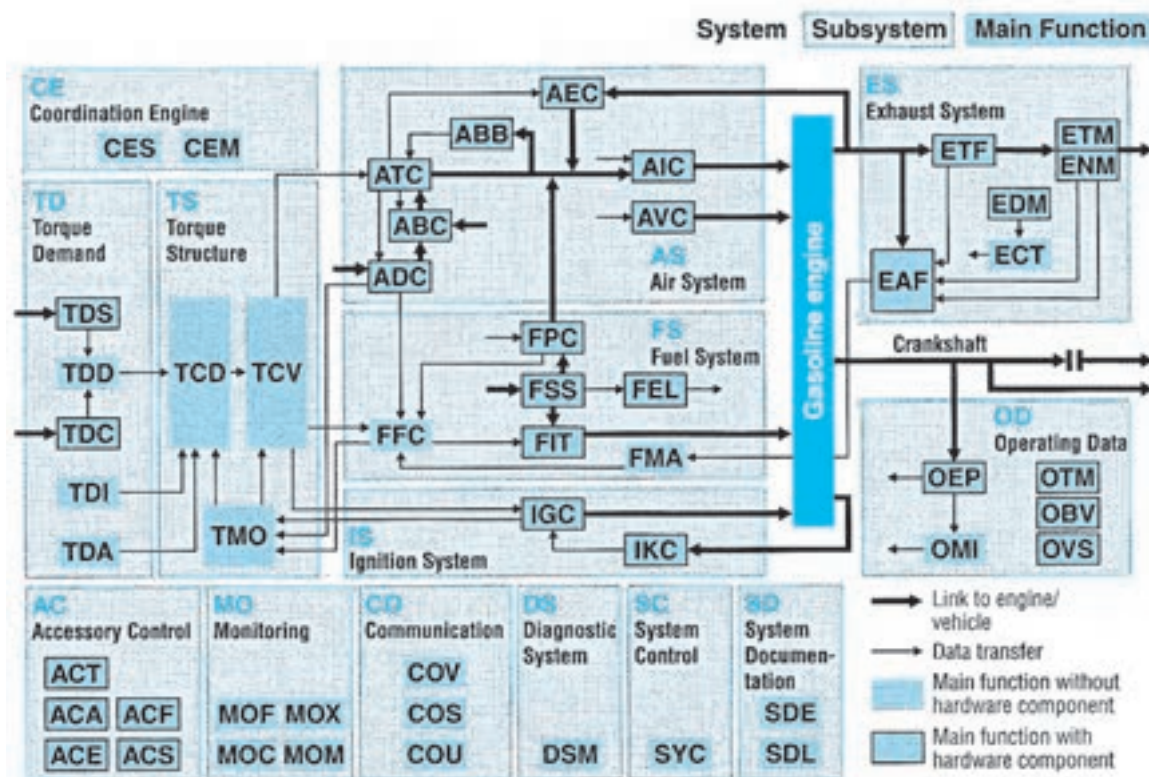 System Subsystem Main Function
CE
Coordination Engine
CES CEM
TD
Torque
Demand
TDS
TDD
TDC
TDI
TDA
TS
Torque
Structure
TCD TCV
TMO
AEC
ABB
ATC
AIC
ABC
AVC
ADC
AS
Air System
FPC
FS
Fuel System
FSS FEL
FFC FIT
FMA
IGC
IKC
IS
Ignition System
Gasoline engine
ES
Exhaust System
ETF
ETM
ENM
EDM
ECT
EAF
Crankshaft
OD
Operating Data
OEP
OTM
OBV
OMI
OVS
AC
Accessory Control
ACT
ACA ACF
ACE ACS
MO
Monitoring
MOF MOX
MOC MOM
CO
Communication
COV
COS
COU
DS
Diagnostic
System
DSM
SC
System
Control
SYC
SD
System
Documen-
tation
SDE
SDL
Link to engine/
vehicle
Data transfer
Main function without
hardware component
Main function with
hardware component